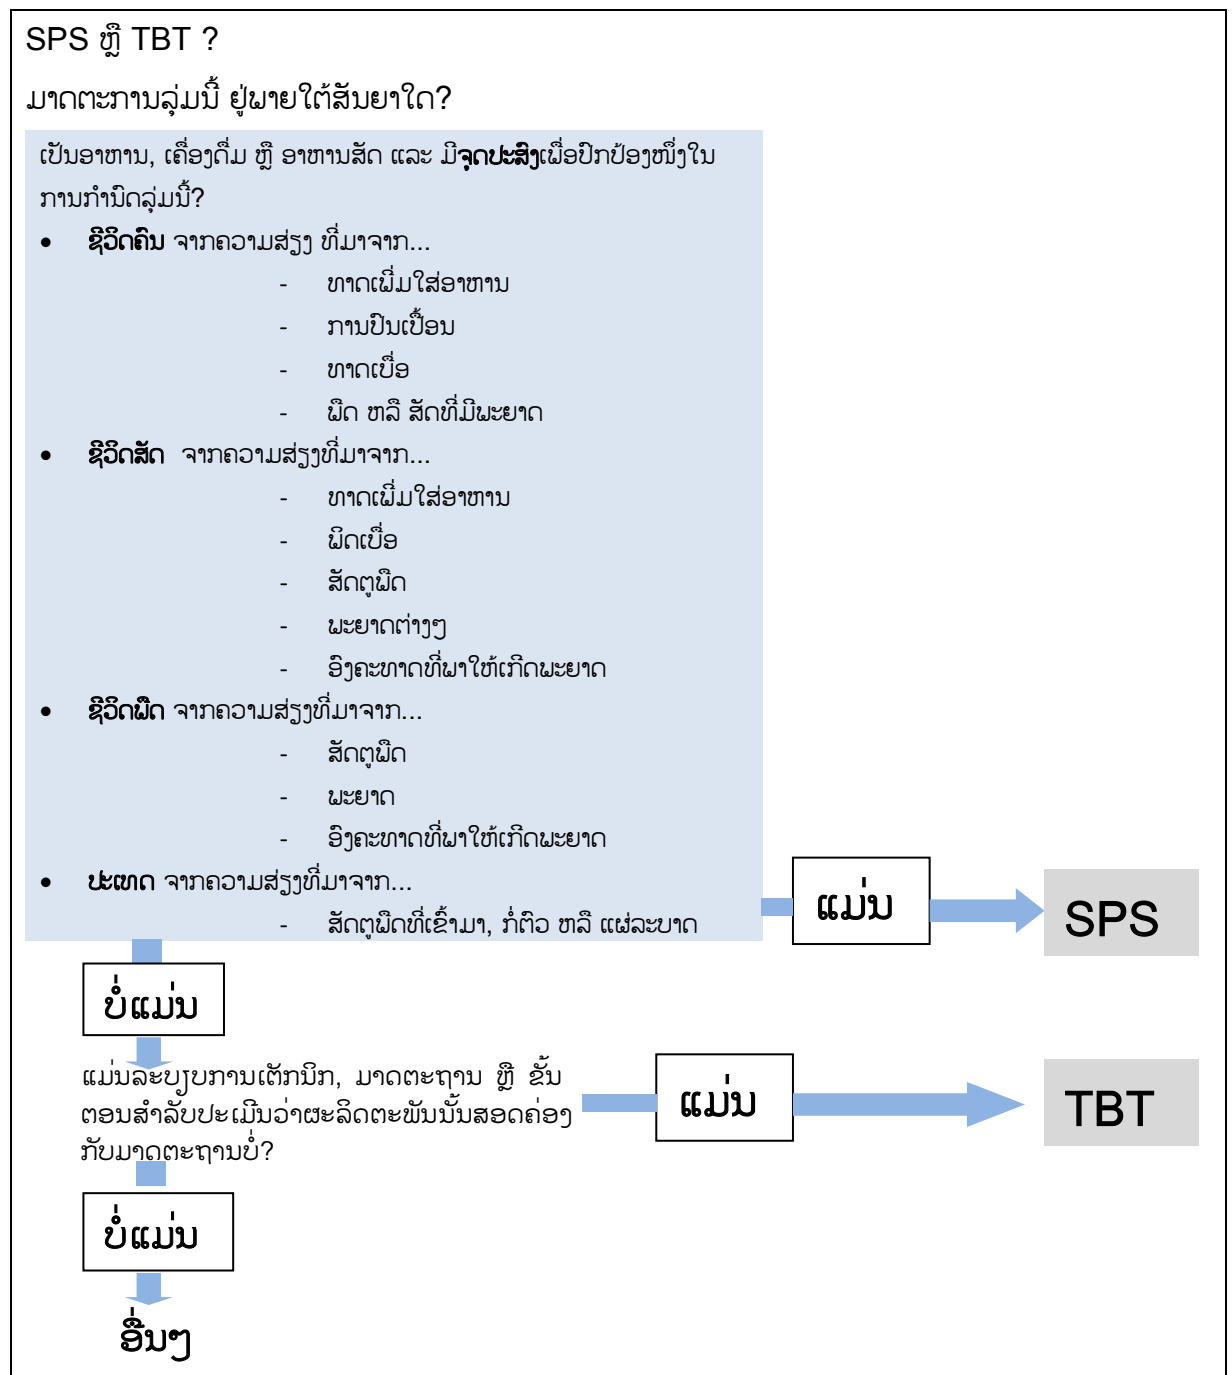 SPS ຫຼື TBT ?
ມາດຕະການລຸ່ມນີ້ ຢູ່ພາຍໃຕ້ສັນຍາໃດ?
ເປັນອາຫານ, ເຄື່ອງດື່ມ ຫຼື ອາຫານສັດ ແລະ ມີຈຸດປະສົງເພື່ອປົກປ້ອງໜຶ່ງໃນ
ການກຳນົດລຸ່ມນີ້?
• ຊີວິດຄົນ ຈາກຄວາມສ່ຽງ ທີ່ມາຈາກ...
- ທາດເພີ່ມໃສ່ອາຫານ
- ການປົນເປື້ອນ
- ທາດເບື່ອ
- ພືດ ຫລື ສັດທີ່ມີພະຍາດ
• ຊີວິດສັດ ຈາກຄວາມສ່ຽງທີ່ມາຈາກ...
- ທາດເພີ່ມໃສ່ອາຫານ
- ພິດເບື່ອ
- ສັດຕູພືດ
- ພະຍາດຕ່າງໆ
- ອົງຄະທາດທີ່ພາໃຫ້ເກີດພະຍາດ
• ຊີວິດພືດ ຈາກຄວາມສ່ຽງທີ່ມາຈາກ...
- ສັດຕູພືດ
- ພະຍາດ
- ອົງຄະທາດທີ່ພາໃຫ້ເກີດພະຍາດ
• ປະເທດ ຈາກຄວາມສ່ຽງທີ່ມາຈາກ...
- ສັດຕູພືດທີ່ເຂົ້າມາ, ກໍ່ຕົວ ຫລື ແຜ່ລະບາດ
ແມ່ນ
SPS
ບໍ່ແມ່ນ
ແມ່ນລະບຽບການເຕັກນິກ, ມາດຕະຖານ ຫຼື ຂັ້ນ
ຕອນສຳລັບປະເມີນວ່າຜະລິດຕະພັນນັ້ນສອດຄ່ອງ
ກັບມາດຕະຖານບໍ່?
ແມ່ນ
TBT
ບໍ່ແມ່ນ
ອື່ນໆ